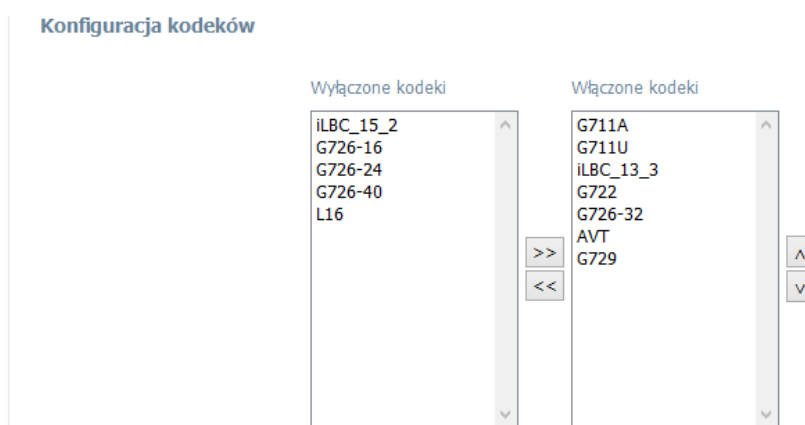 Konfiguracja kodeków
Wyłączone kodeki
iLBC_15_2
G726-16
G726-24
G726-40
L16
>>
<<
Włączone kodeki
G711A
G711U
iLBC_13_3
G722
G726-32
AVT
G729